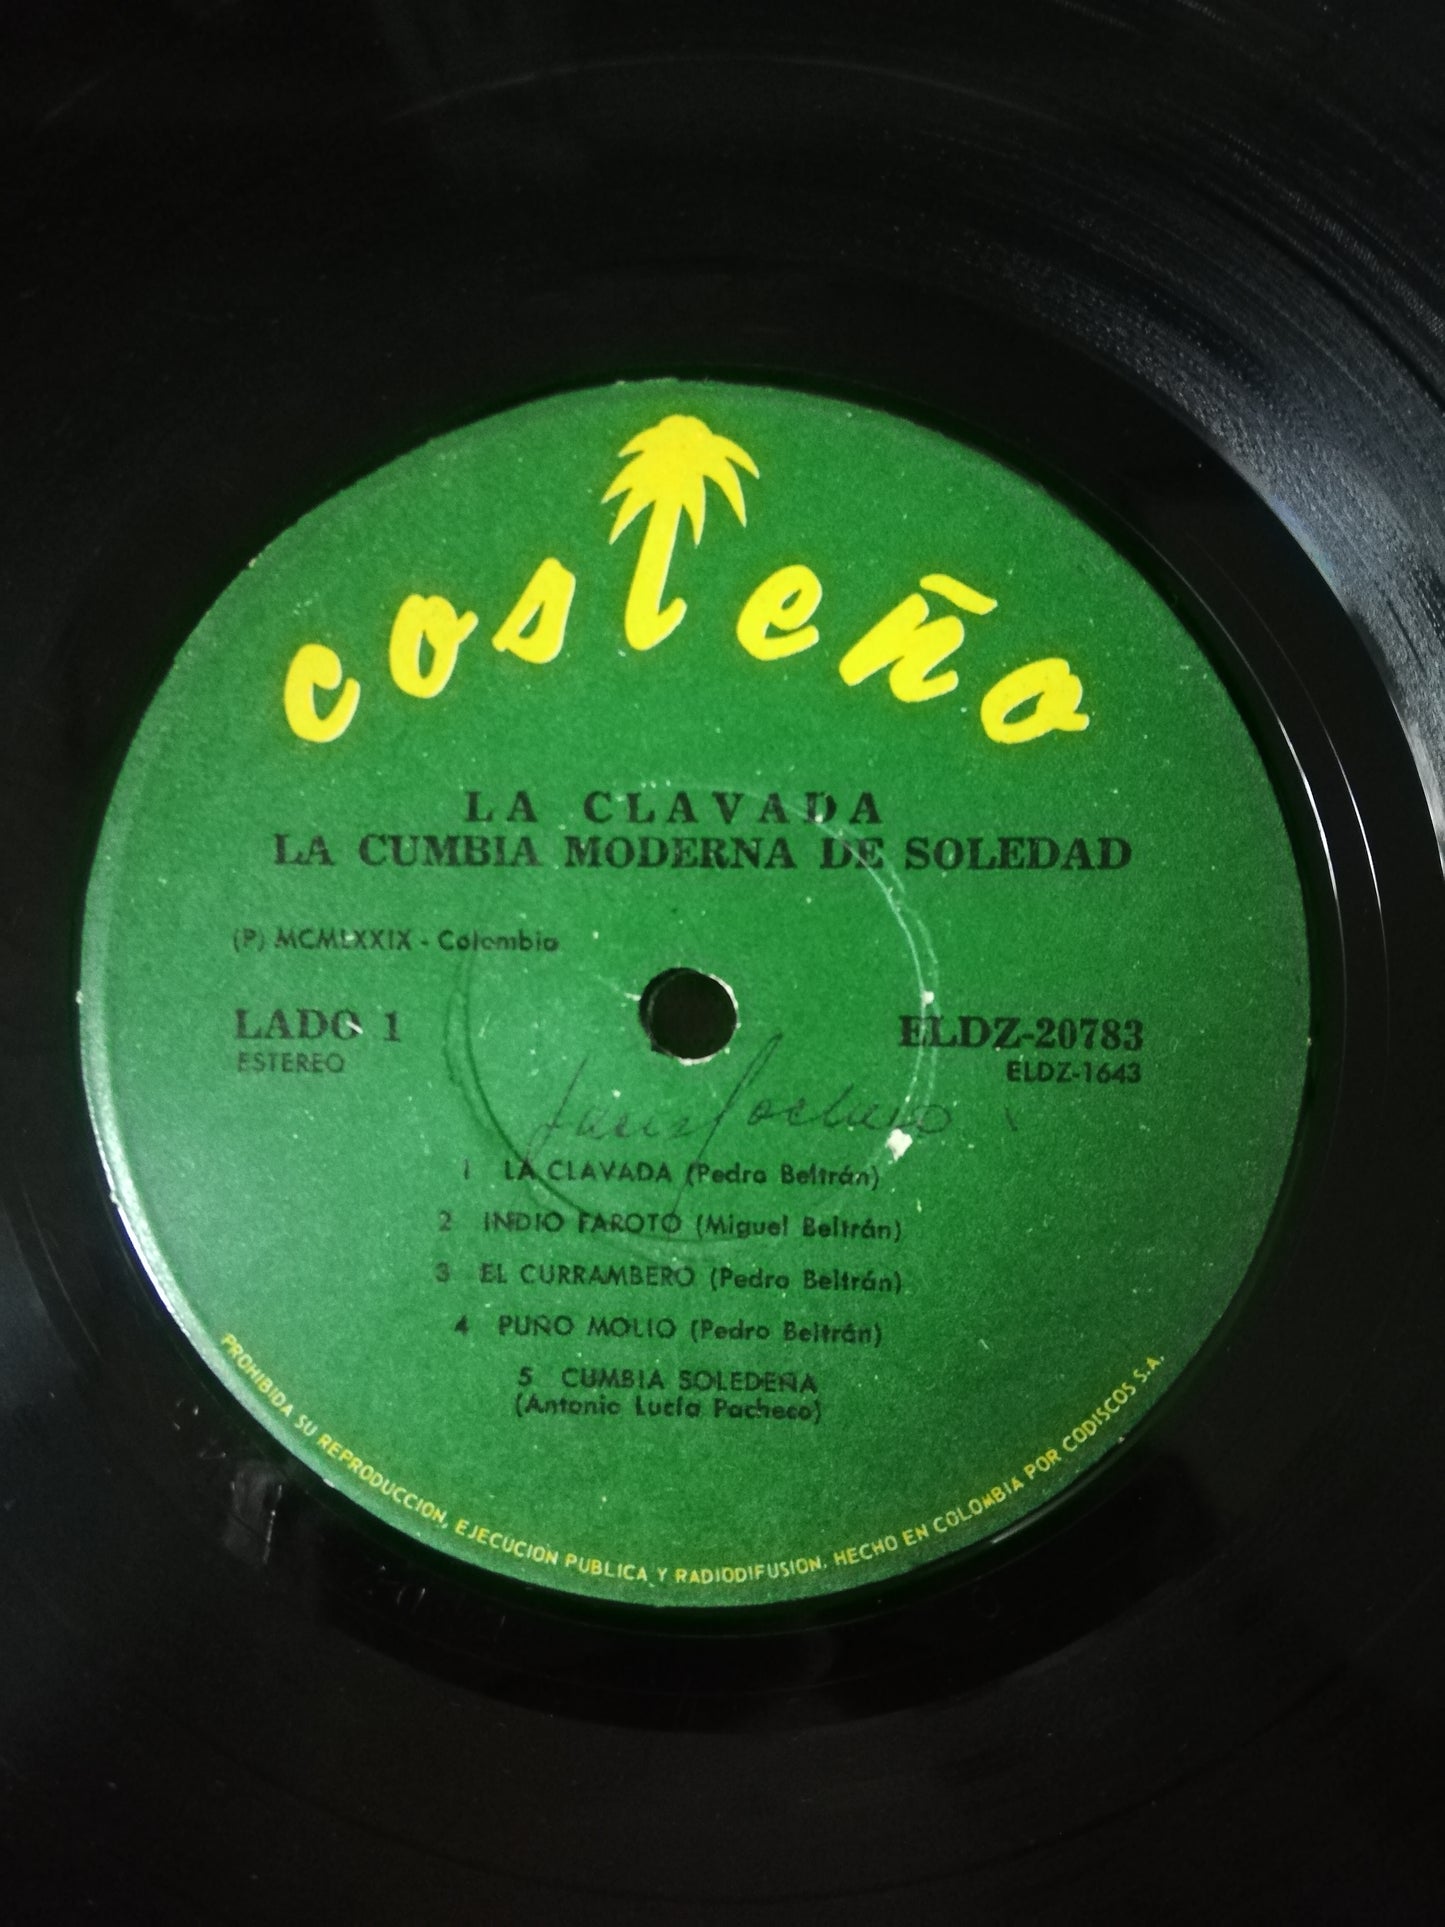 costeño
LA CLAVADA
LA CUMBIA MODERNA DE SOLEDAD
(P) MCMLXXIX - Colombia
LADO 1
ESTEREO
ELDZ-20783
ELDZ-1643
1 LA CLAVADA (Pedro Beltrán)
2 INDIO FAROTO (Miguel Beltrán)
3 EL CURRAMBERO (Pedro Beltrán)
4 PUÑO MOLIO (Pedro Beltrán)
5 CUMBIA SOLEDEÑA
(Antonio Lucía Pacheco)
PROHIBIDA SU REPRODUCCION, EJECUCION PUBLICA Y RADIODIFUSION. HECHO EN COLOMBIA POR CODISCOS S.A.